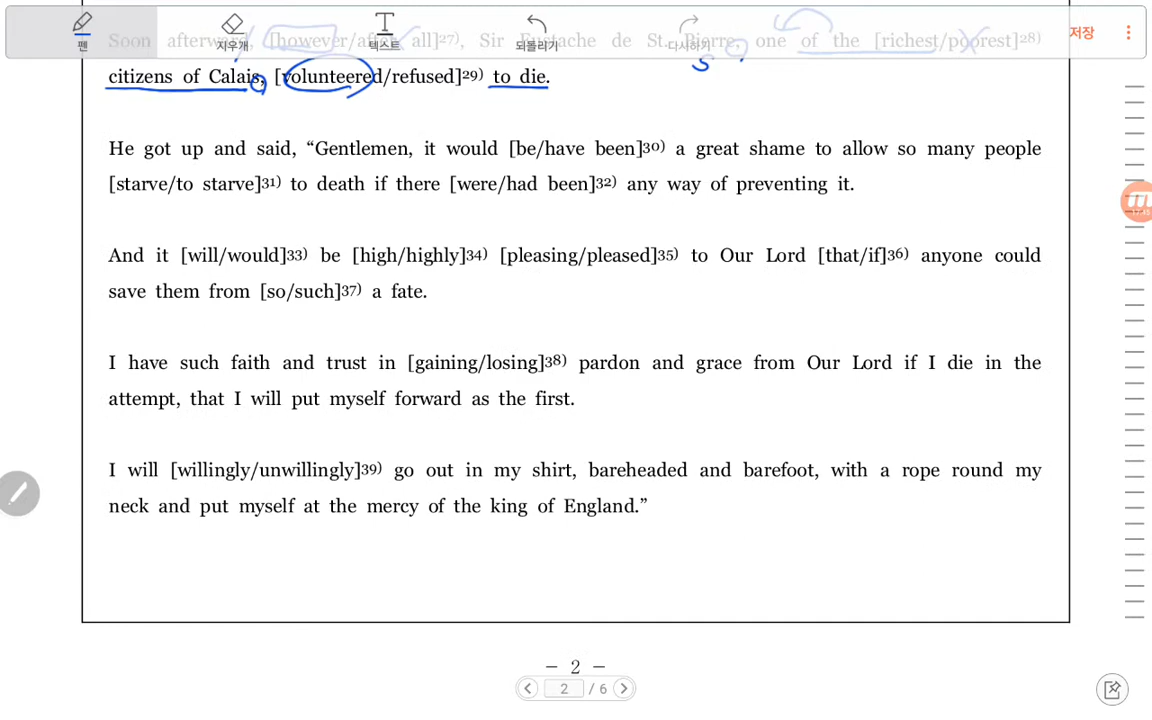 펜 지우개 텍스트 되돌리기 다시하기 저장
Soon afterward, [however/after all]27), Sir Eustache de St. Pierre, one of the [richest/poorest]28)
S
citizens of Calais, [volunteered/refused]29) to die.
He got up and said, “Gentlemen, it would [be/have been]30) a great shame to allow so many people
[starve/to starve]31) to death if there [were/had been]32) any way of preventing it.
And it [will/would]33) be [high/highly]34) [pleasing/pleased]35) to Our Lord [that/if]36) anyone could
save them from [so/such]37) a fate.
I have such faith and trust in [gaining/losing]38) pardon and grace from Our Lord if I die in the
attempt, that I will put myself forward as the first.
I will [willingly/unwillingly]39) go out in my shirt, bareheaded and barefoot, with a rope round my
neck and put myself at the mercy of the king of England.”
– 2 –
2 / 6